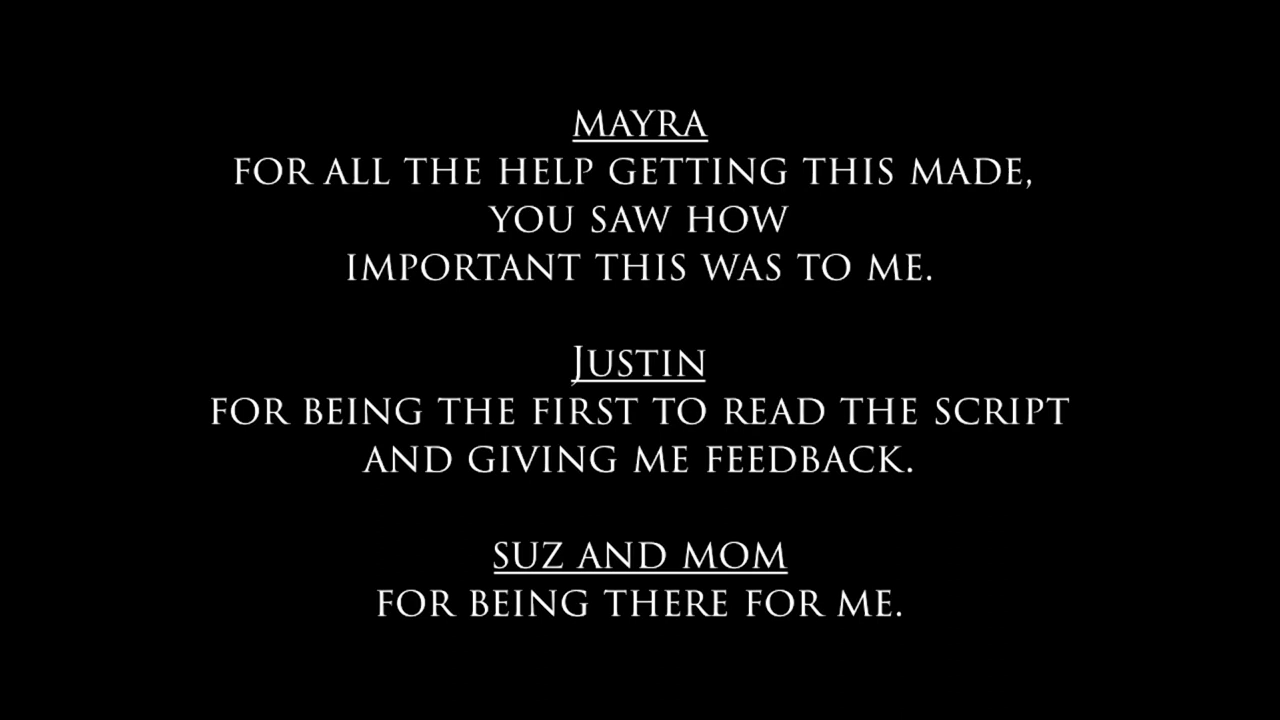 MAYRA
FOR ALL THE HELP GETTING THIS MADE,
YOU SAW HOW
IMPORTANT THIS WAS TO ME.
JUSTIN
FOR BEING THE FIRST TO READ THE SCRIPT
AND GIVING ME FEEDBACK.
SUZ AND MOM
FOR BEING THERE FOR ME.